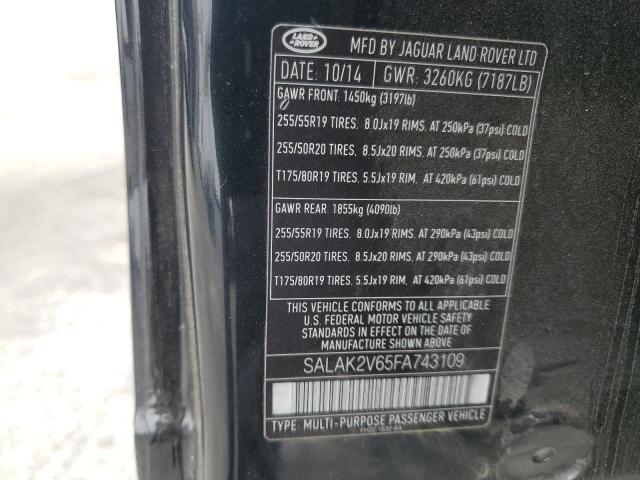 LAND ROVER
MFD BY JAGUAR LAND ROVER LTD
DATE: 10/14
GWR: 3260KG (7187LB)
GAWR FRONT: 1450kg (3197lb)
255/55R19 TIRES. 8.0Jx19 RIMS. AT 250kPa (37psi) COLD
255/50R20 TIRES. 8.5Jx20 RIMS. AT 250kPa (37psi) COLD
T175/80R19 TIRES. 5.5Jx19 RIM. AT 420kPa (61psi) COLD
GAWR REAR: 1855kg (4090lb)
255/55R19 TIRES. 8.0Jx19 RIMS. AT 290kPa (43psi) COLD
255/50R20 TIRES. 8.5Jx20 RIMS. AT 290kPa (43psi) COLD
T175/80R19 TIRES. 5.5Jx19 RIM. AT 420kPa (61psi) COLD
THIS VEHICLE CONFORMS TO ALL APPLICABLE
U.S. FEDERAL MOTOR VEHICLE SAFETY
STANDARDS IN EFFECT ON THE DATE OF
MANUFACTURE SHOWN ABOVE
SALAK2V65FA743109
TYPE: MULTI-PURPOSE PASSENGER VEHICLE